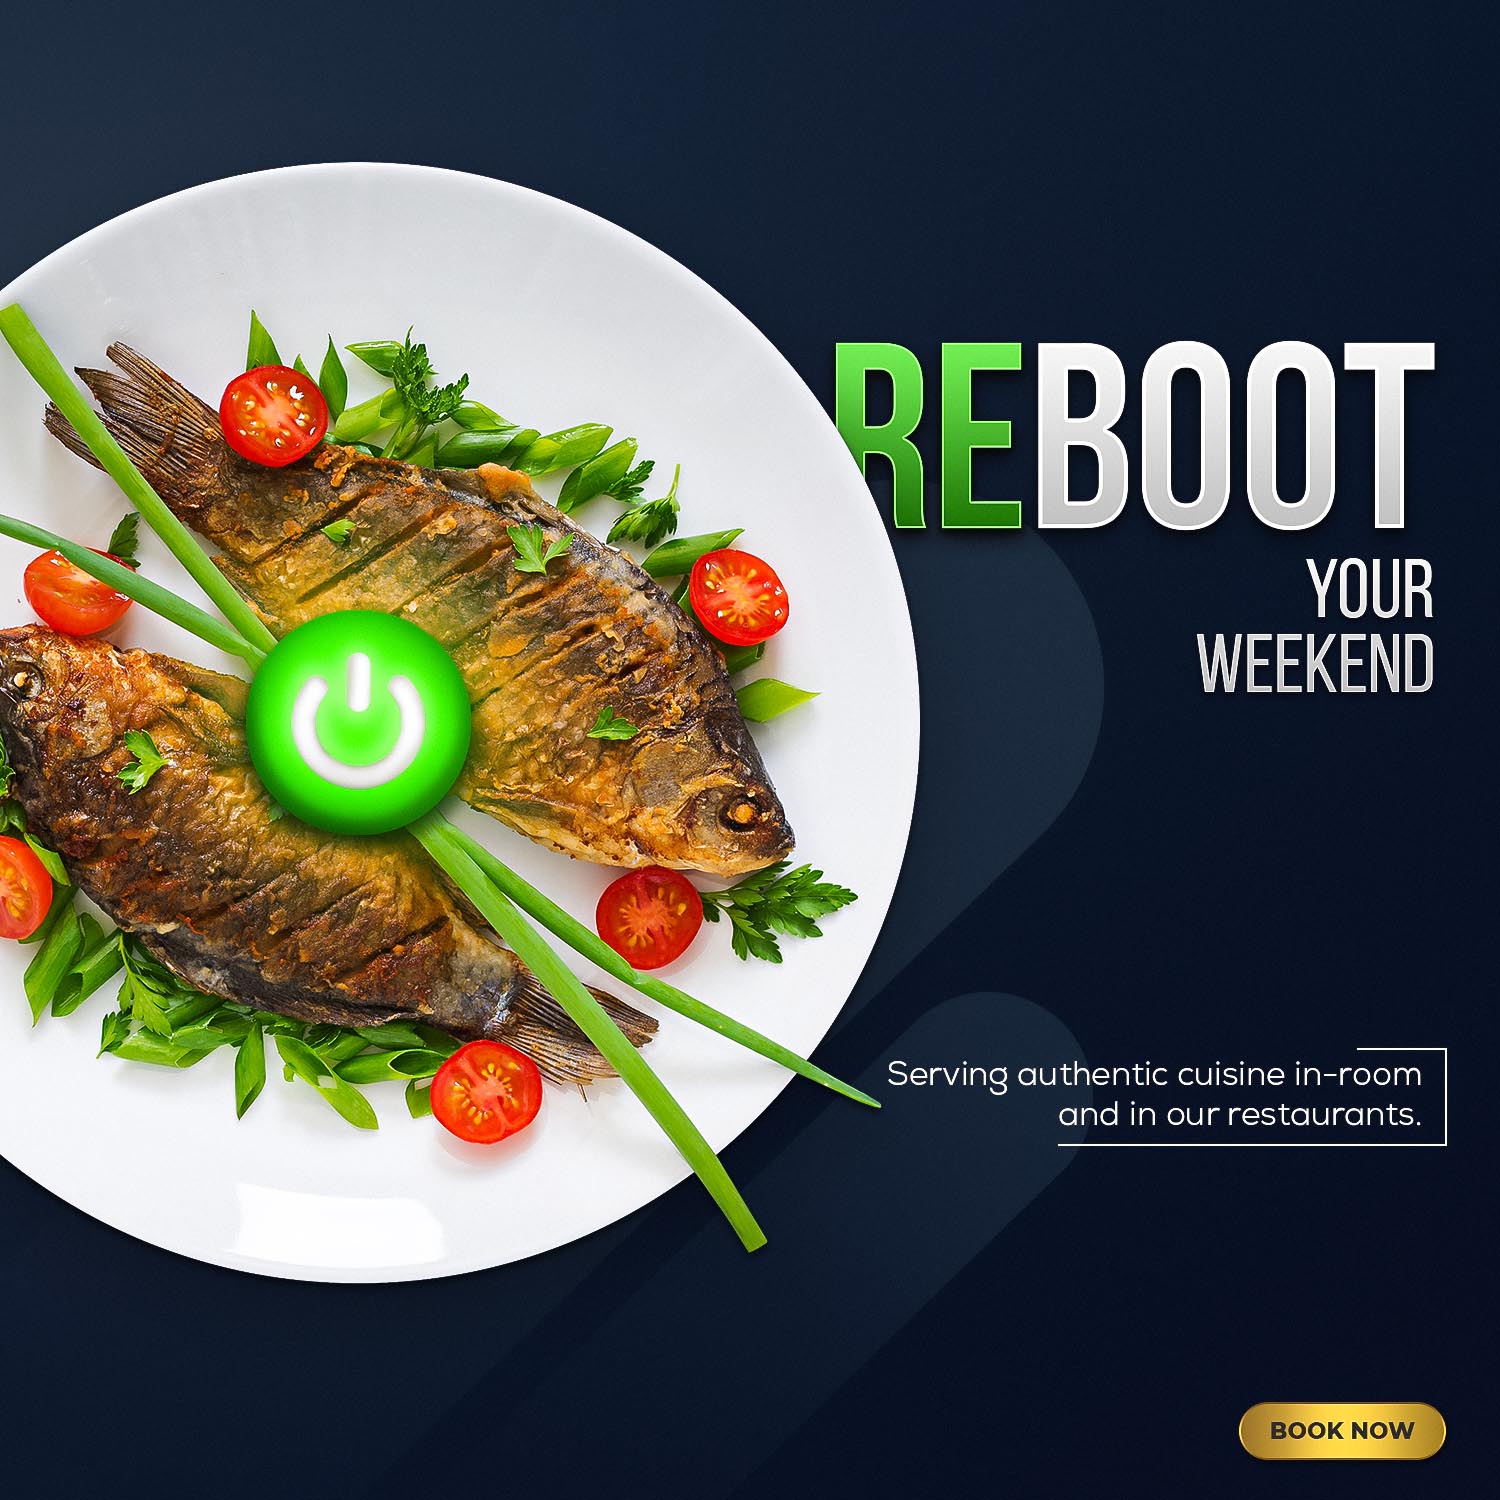 REBOOT
YOUR
WEEKEND
Serving authentic cuisine in-room
and in our restaurants.
BOOK NOW